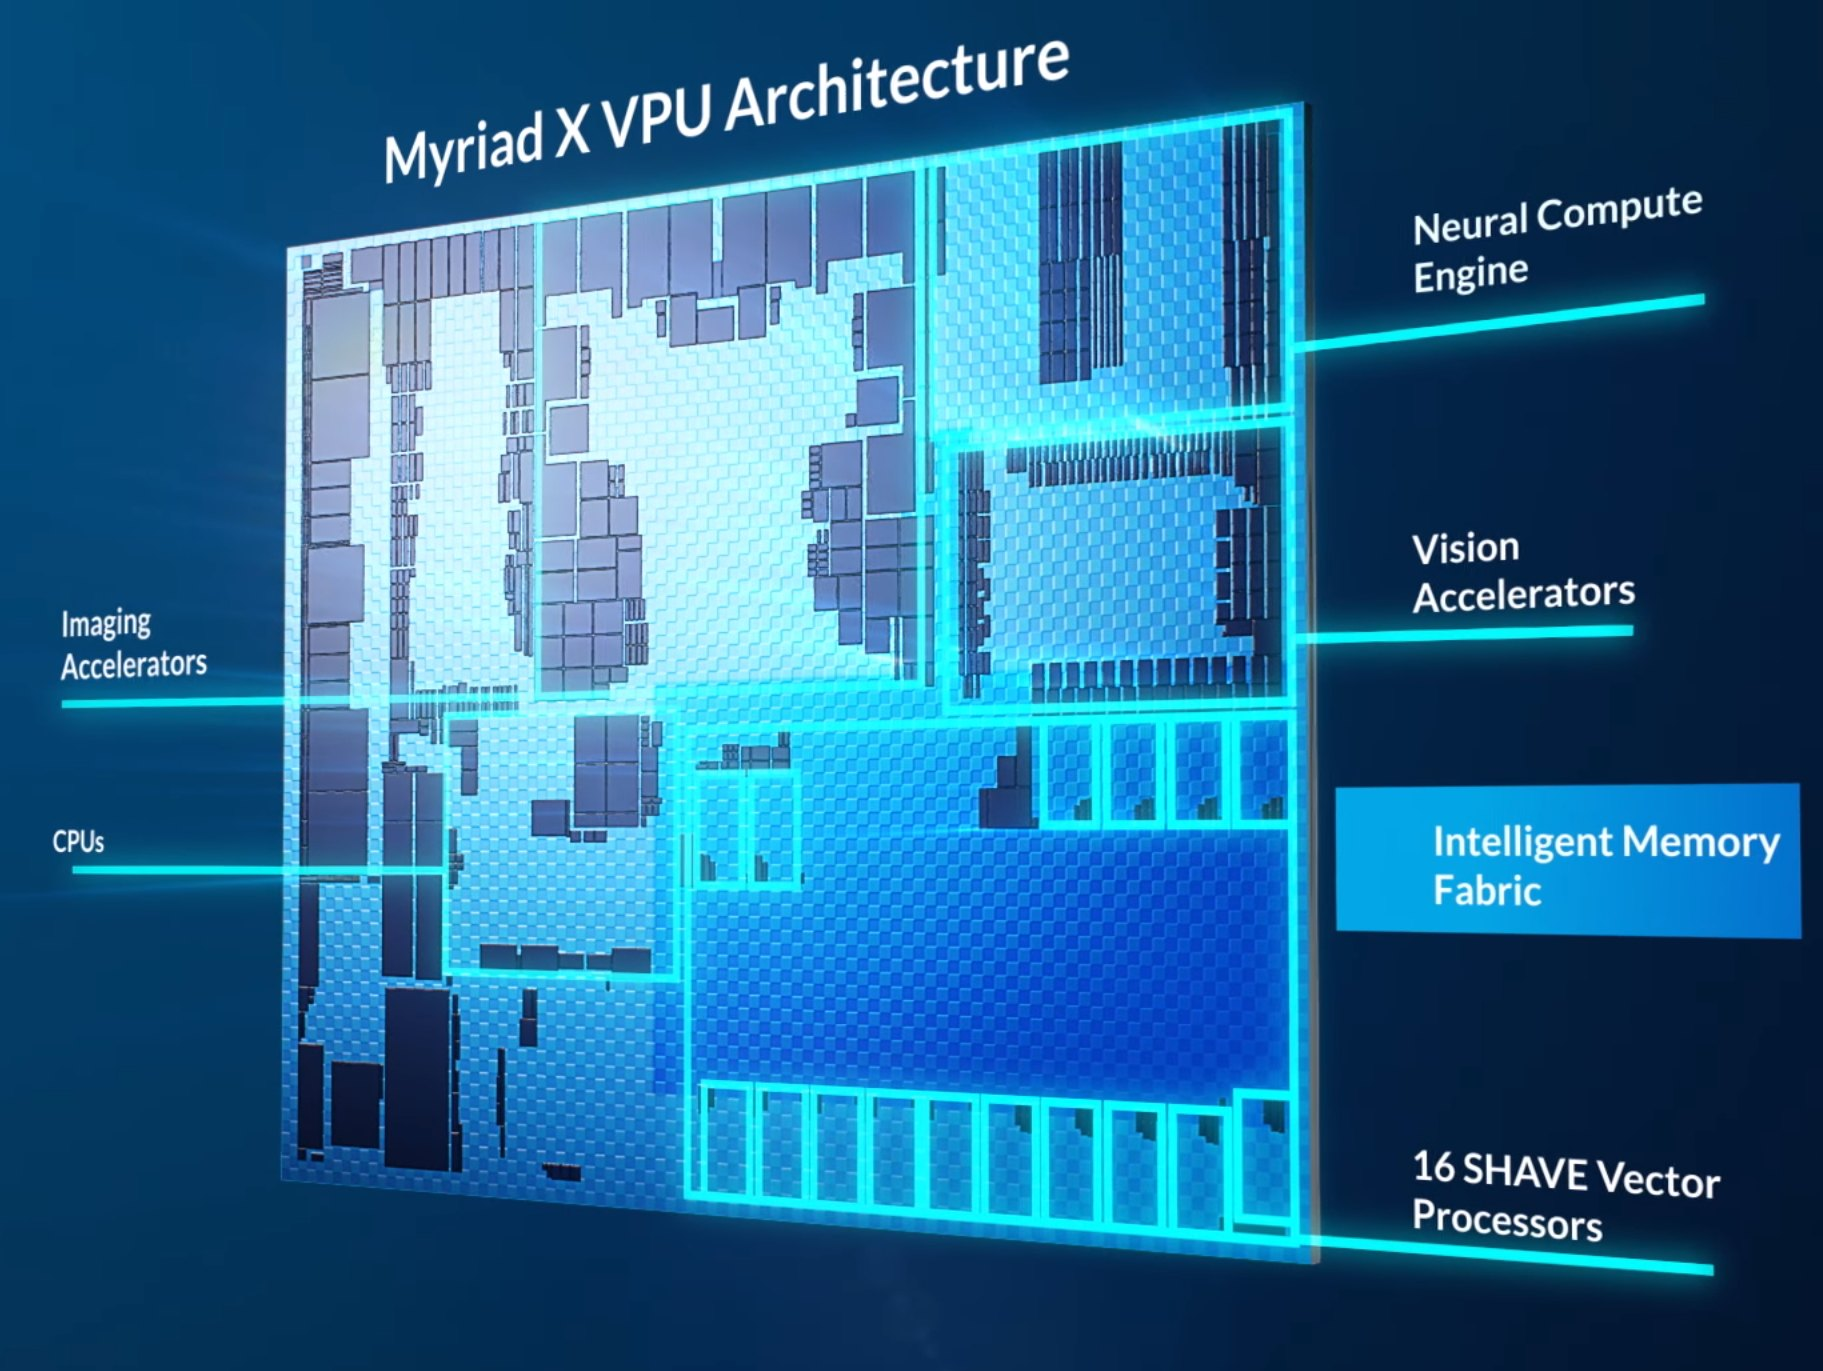 Myriad X VPU Architecture
Neural Compute
Engine
Vision
Accelerators
Imaging
Accelerators
CPUs
Intelligent Memory
Fabric
16 SHAVE Vector
Processors